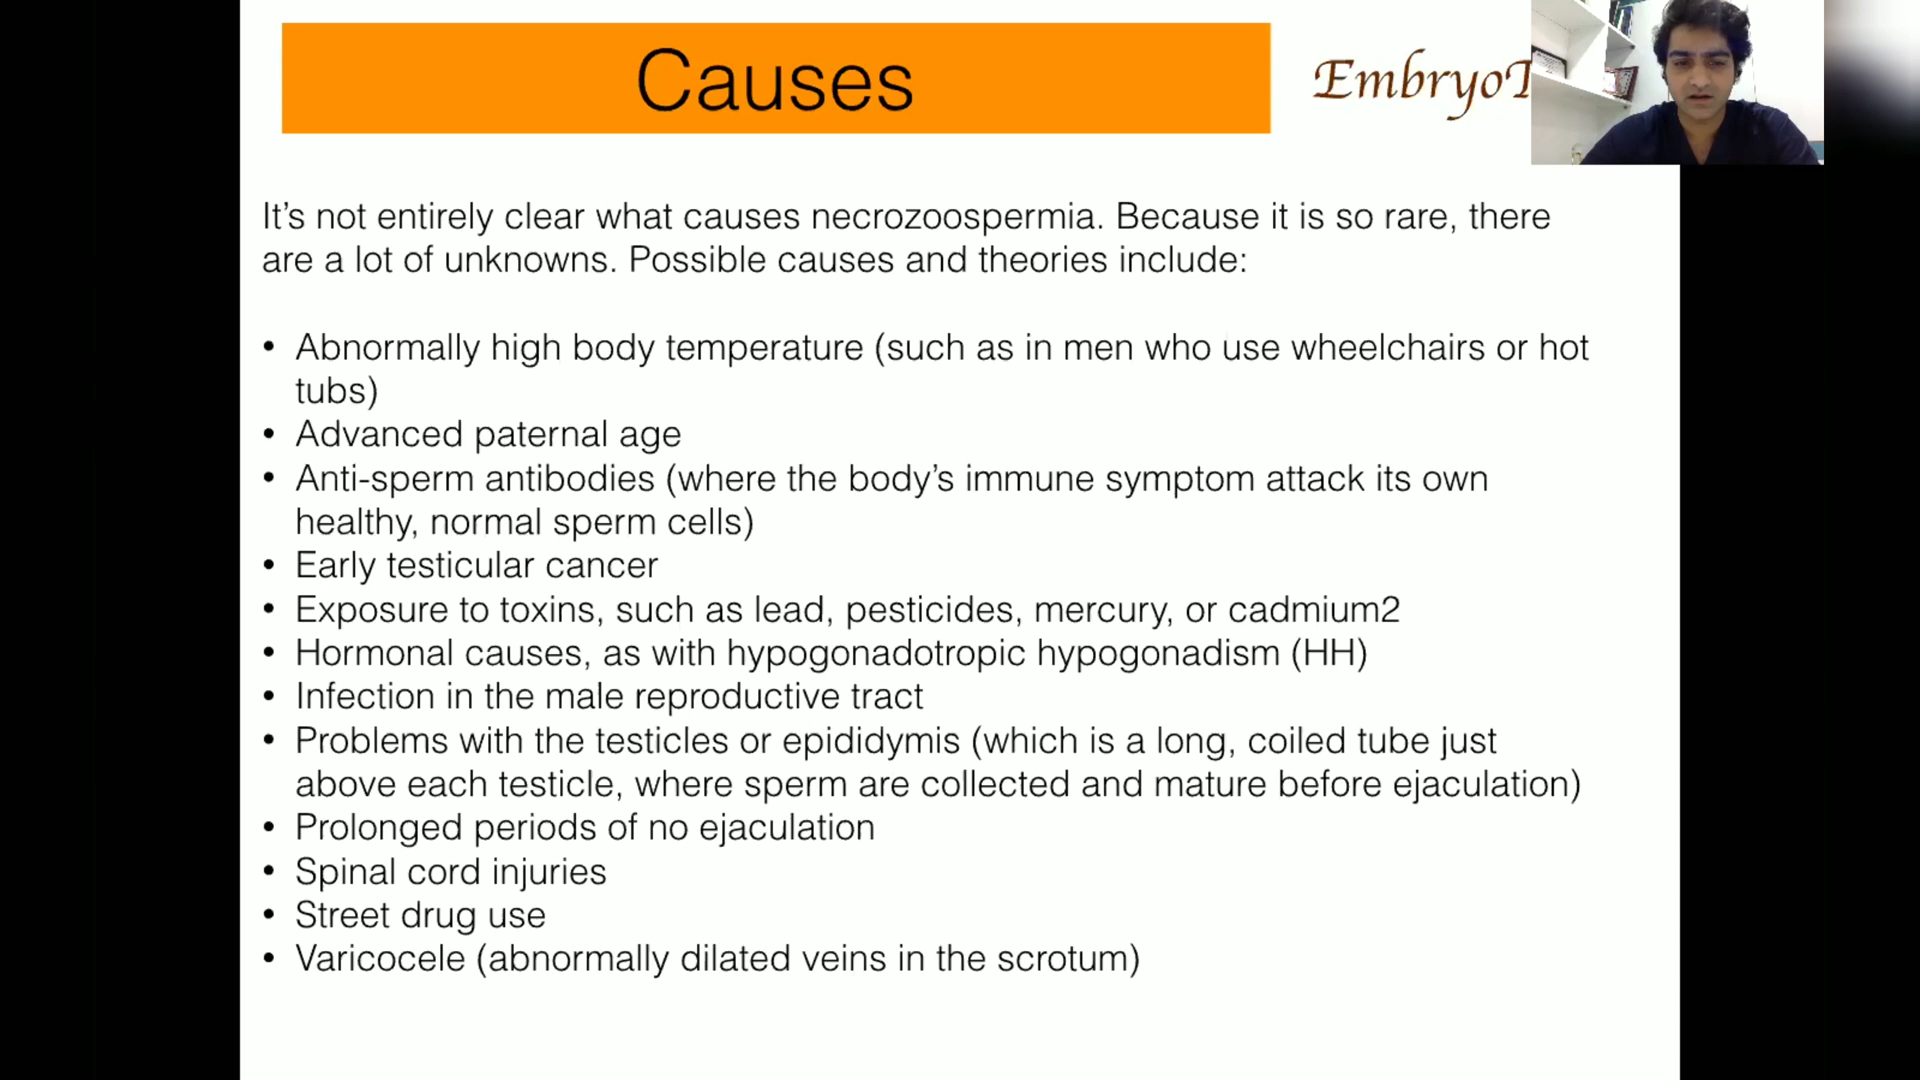 Causes
It's not entirely clear what causes necrozoospermia. Because it is so rare, there
are a lot of unknowns. Possible causes and theories include:
• Abnormally high body temperature (such as in men who use wheelchairs or hot
tubs)
• Advanced paternal age
• Anti-sperm antibodies (where the body's immune symptom attack its own
healthy, normal sperm cells)
• Early testicular cancer
• Exposure to toxins, such as lead, pesticides, mercury, or cadmium2
• Hormonal causes, as with hypogonadotropic hypogonadism (HH)
• Infection in the male reproductive tract
• Problems with the testicles or epididymis (which is a long, coiled tube just
above each testicle, where sperm are collected and mature before ejaculation)
• Prolonged periods of no ejaculation
• Spinal cord injuries
• Street drug use
• Varicocele (abnormally dilated veins in the scrotum)